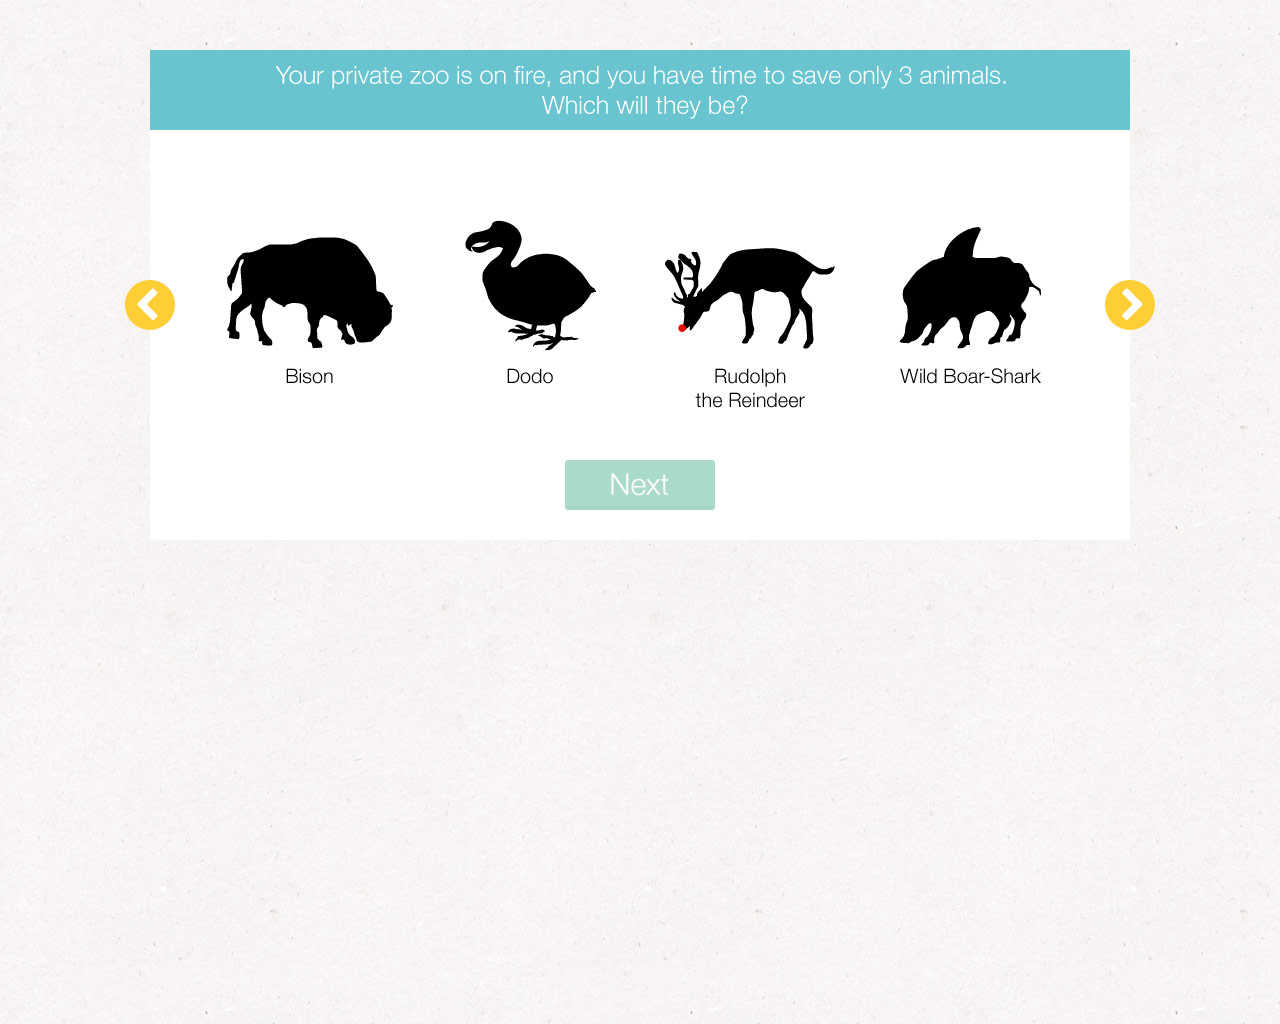 Your private zoo is on fire, and you have time to save only 3 animals.
Which will they be?
Bison
Dodo
Rudolph
the Reindeer
Wild Boar-Shark
Next